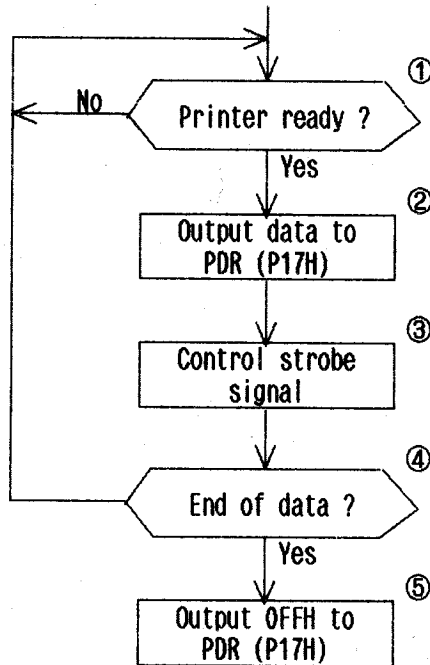 ①
No
Printer ready ?
Yes
②
Output data to
PDR (P17H)
③
Control strobe
signal
④
End of data ?
Yes
⑤
Output OFFH to
PDR (P17H)